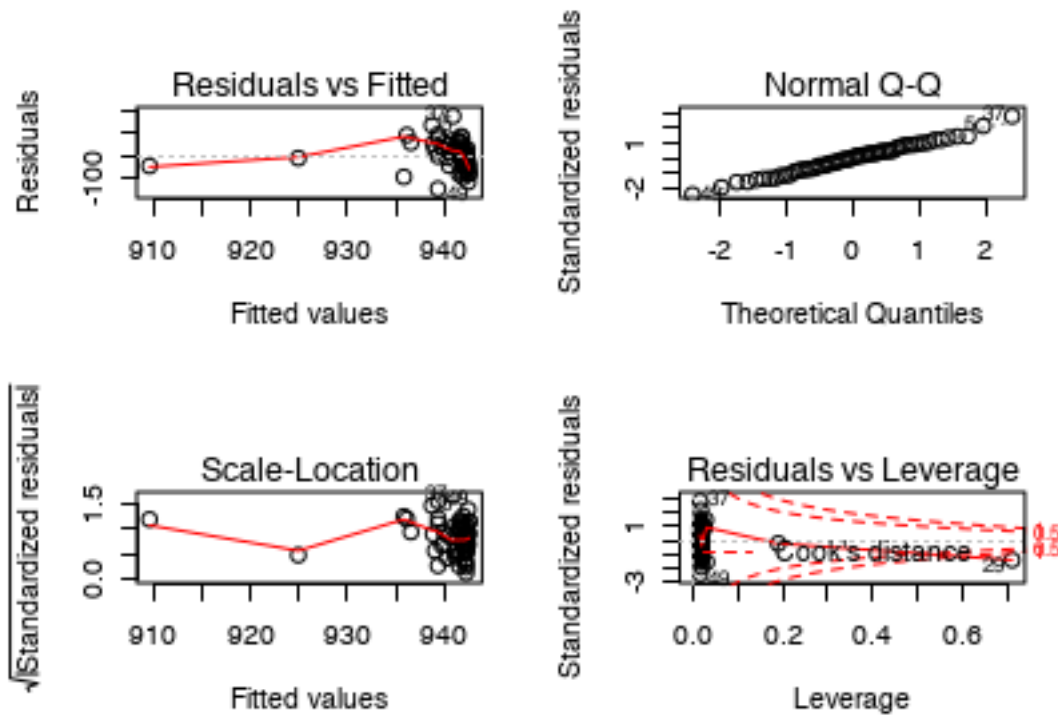 Residuals vs Fitted
Residuals
-100
37
910 920 930 940
Fitted values
Normal Q-Q
Standardized residuals
1
-2
5
37
-2 -1 0 1 2
Theoretical Quantiles
Scale-Location
√|Standardized residuals|
1.5
0.0
910 920 930 940
Fitted values
Residuals vs Leverage
Standardized residuals
1
-3
37
Cook's distance
29
49
0.0 0.2 0.4 0.6
Leverage